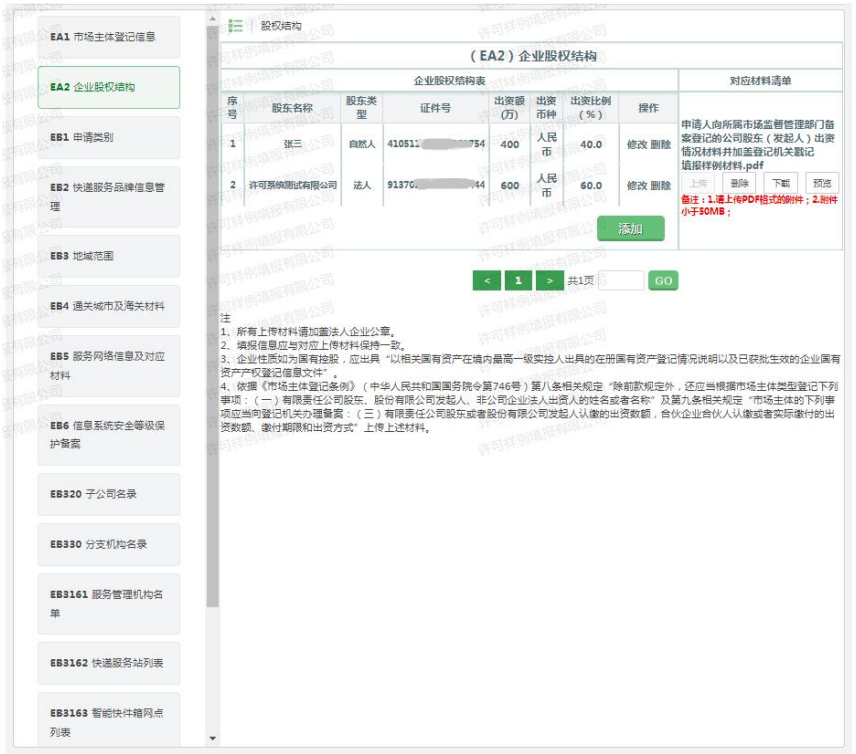 EA1 市场主体登记信息
EA2 企业股权结构
EB1 申请类别
EB2 快递服务品牌信息管
理
EB3 地域范围
EB4 通关城市及海关材料
EB5 服务网络信息及对应
材料
EB6 信息系统安全等级保
护备案
EB320 子公司名录
EB330 分支机构名录
EB3161 服务管理机构名
单
EB3162 快递服务站列表
EB3163 智能快件箱网点
列表
股权结构
（EA2）企业股权结构
企业股权结构表 对应材料清单
序号 股东名称 股东类型 证件号 出资额(万) 出资币种 出资比例(%) 操作
1 张三 自然人 41051 754 400 人民币 40.0 修改 删除
2 许可系统测试有限公司 法人 9137 44 600 人民币 60.0 修改 删除
添加
申请人向所属市场监督管理部门备
案登记的公司股东（发起人）出资
情况材料并加盖登记机关戳记
填报样例材料.pdf
上传 删除 下载 预览
备注：1.请上传PDF格式的附件；2.附件
小于50MB；
< 1 > 共1页 GO
注
1、所有上传材料请加盖法人企业公章。
2、填报信息应与对应上传材料保持一致。
3、企业性质如为国有控股，应出具“以相关国有资产在境内最高一级实控人出具的在册国有资产登记情况说明以及已获批生效的企业国有
资产产权登记信息文件”。
4、依据《市场主体登记条例》（中华人民共和国国务院令第746号）第八条相关规定“除前款规定外，还应当根据市场主体类型登记下列
事项：（一）有限责任公司股东、股份有限公司发起人、非公司企业法人出资人的姓名或者名称”及第九条相关规定“市场主体的下列事
项应当向登记机关办理备案：（三）有限责任公司股东或者股份有限公司发起人认缴的出资数额，合伙企业合伙人认缴或者实际缴付的出
资数额、缴付期限和出资方式”上传上述材料。
许可样例填报有限公司